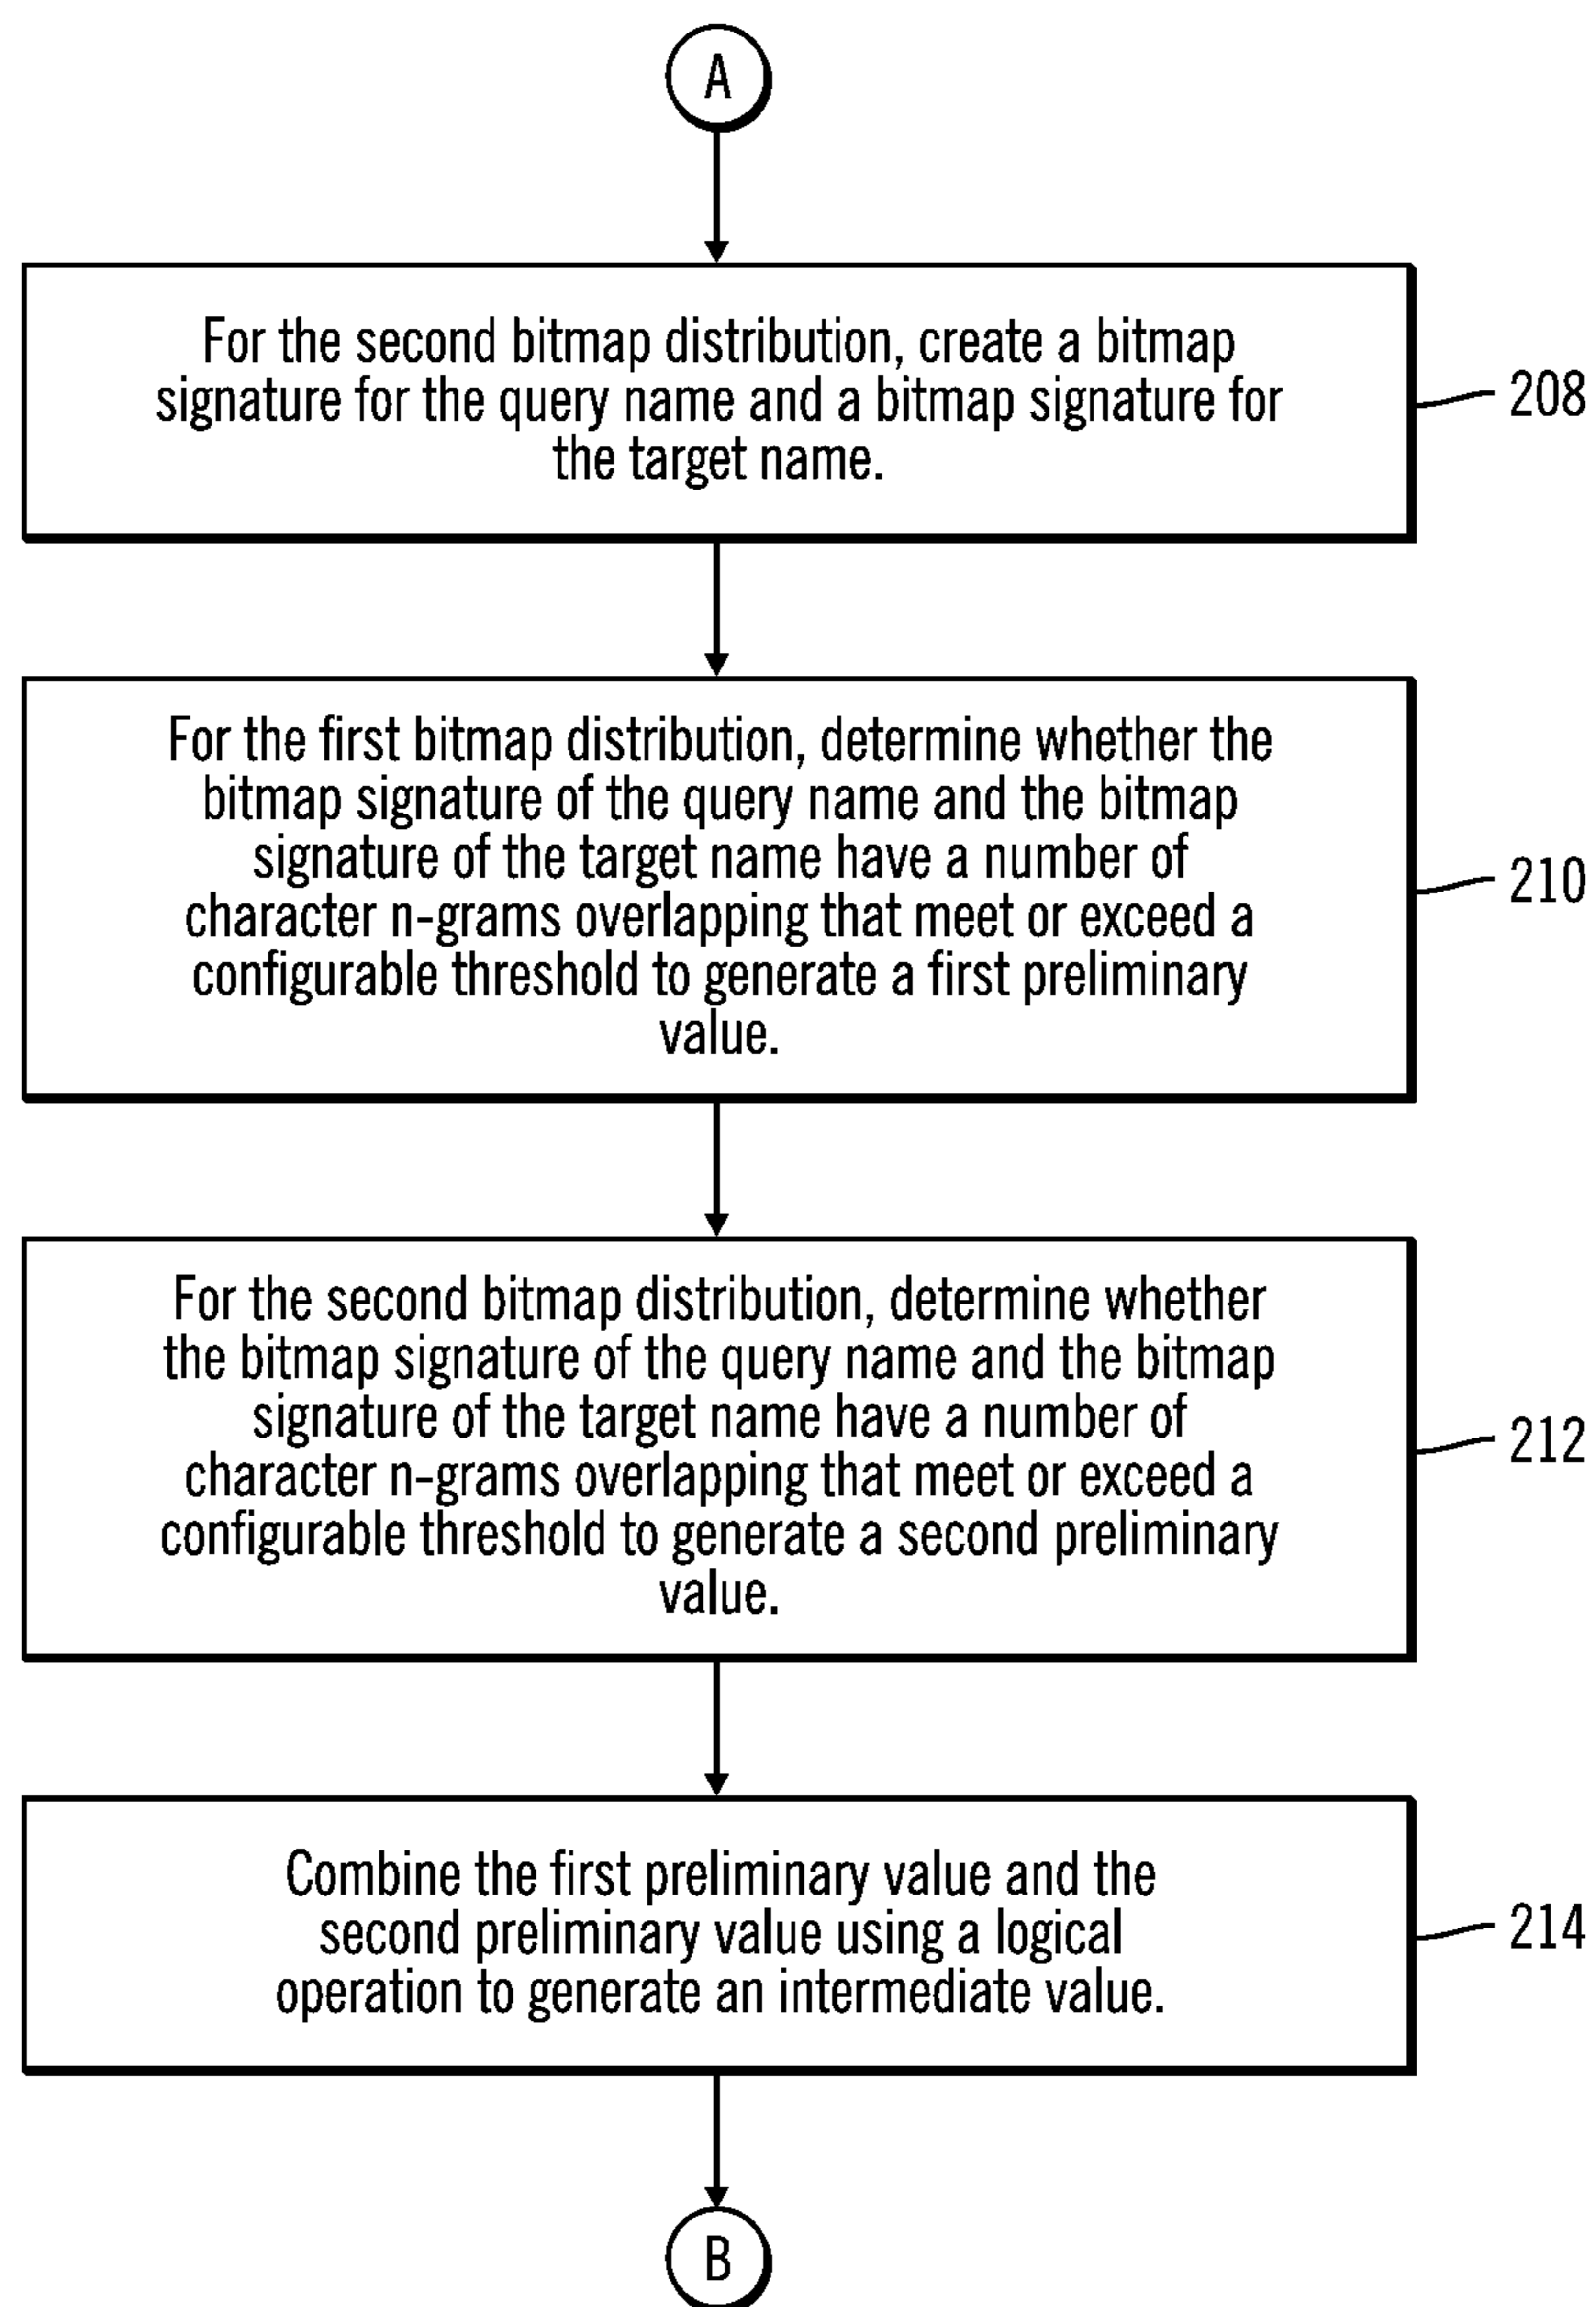 A
For the second bitmap distribution, create a bitmap
signature for the query name and a bitmap signature for
the target name.
208
For the first bitmap distribution, determine whether the
bitmap signature of the query name and the bitmap
signature of the target name have a number of
character n-grams overlapping that meet or exceed a
configurable threshold to generate a first preliminary
value.
210
For the second bitmap distribution, determine whether
the bitmap signature of the query name and the bitmap
signature of the target name have a number of
character n-grams overlapping that meet or exceed a
configurable threshold to generate a second preliminary
value.
212
Combine the first preliminary value and the
second preliminary value using a logical
operation to generate an intermediate value.
214
B